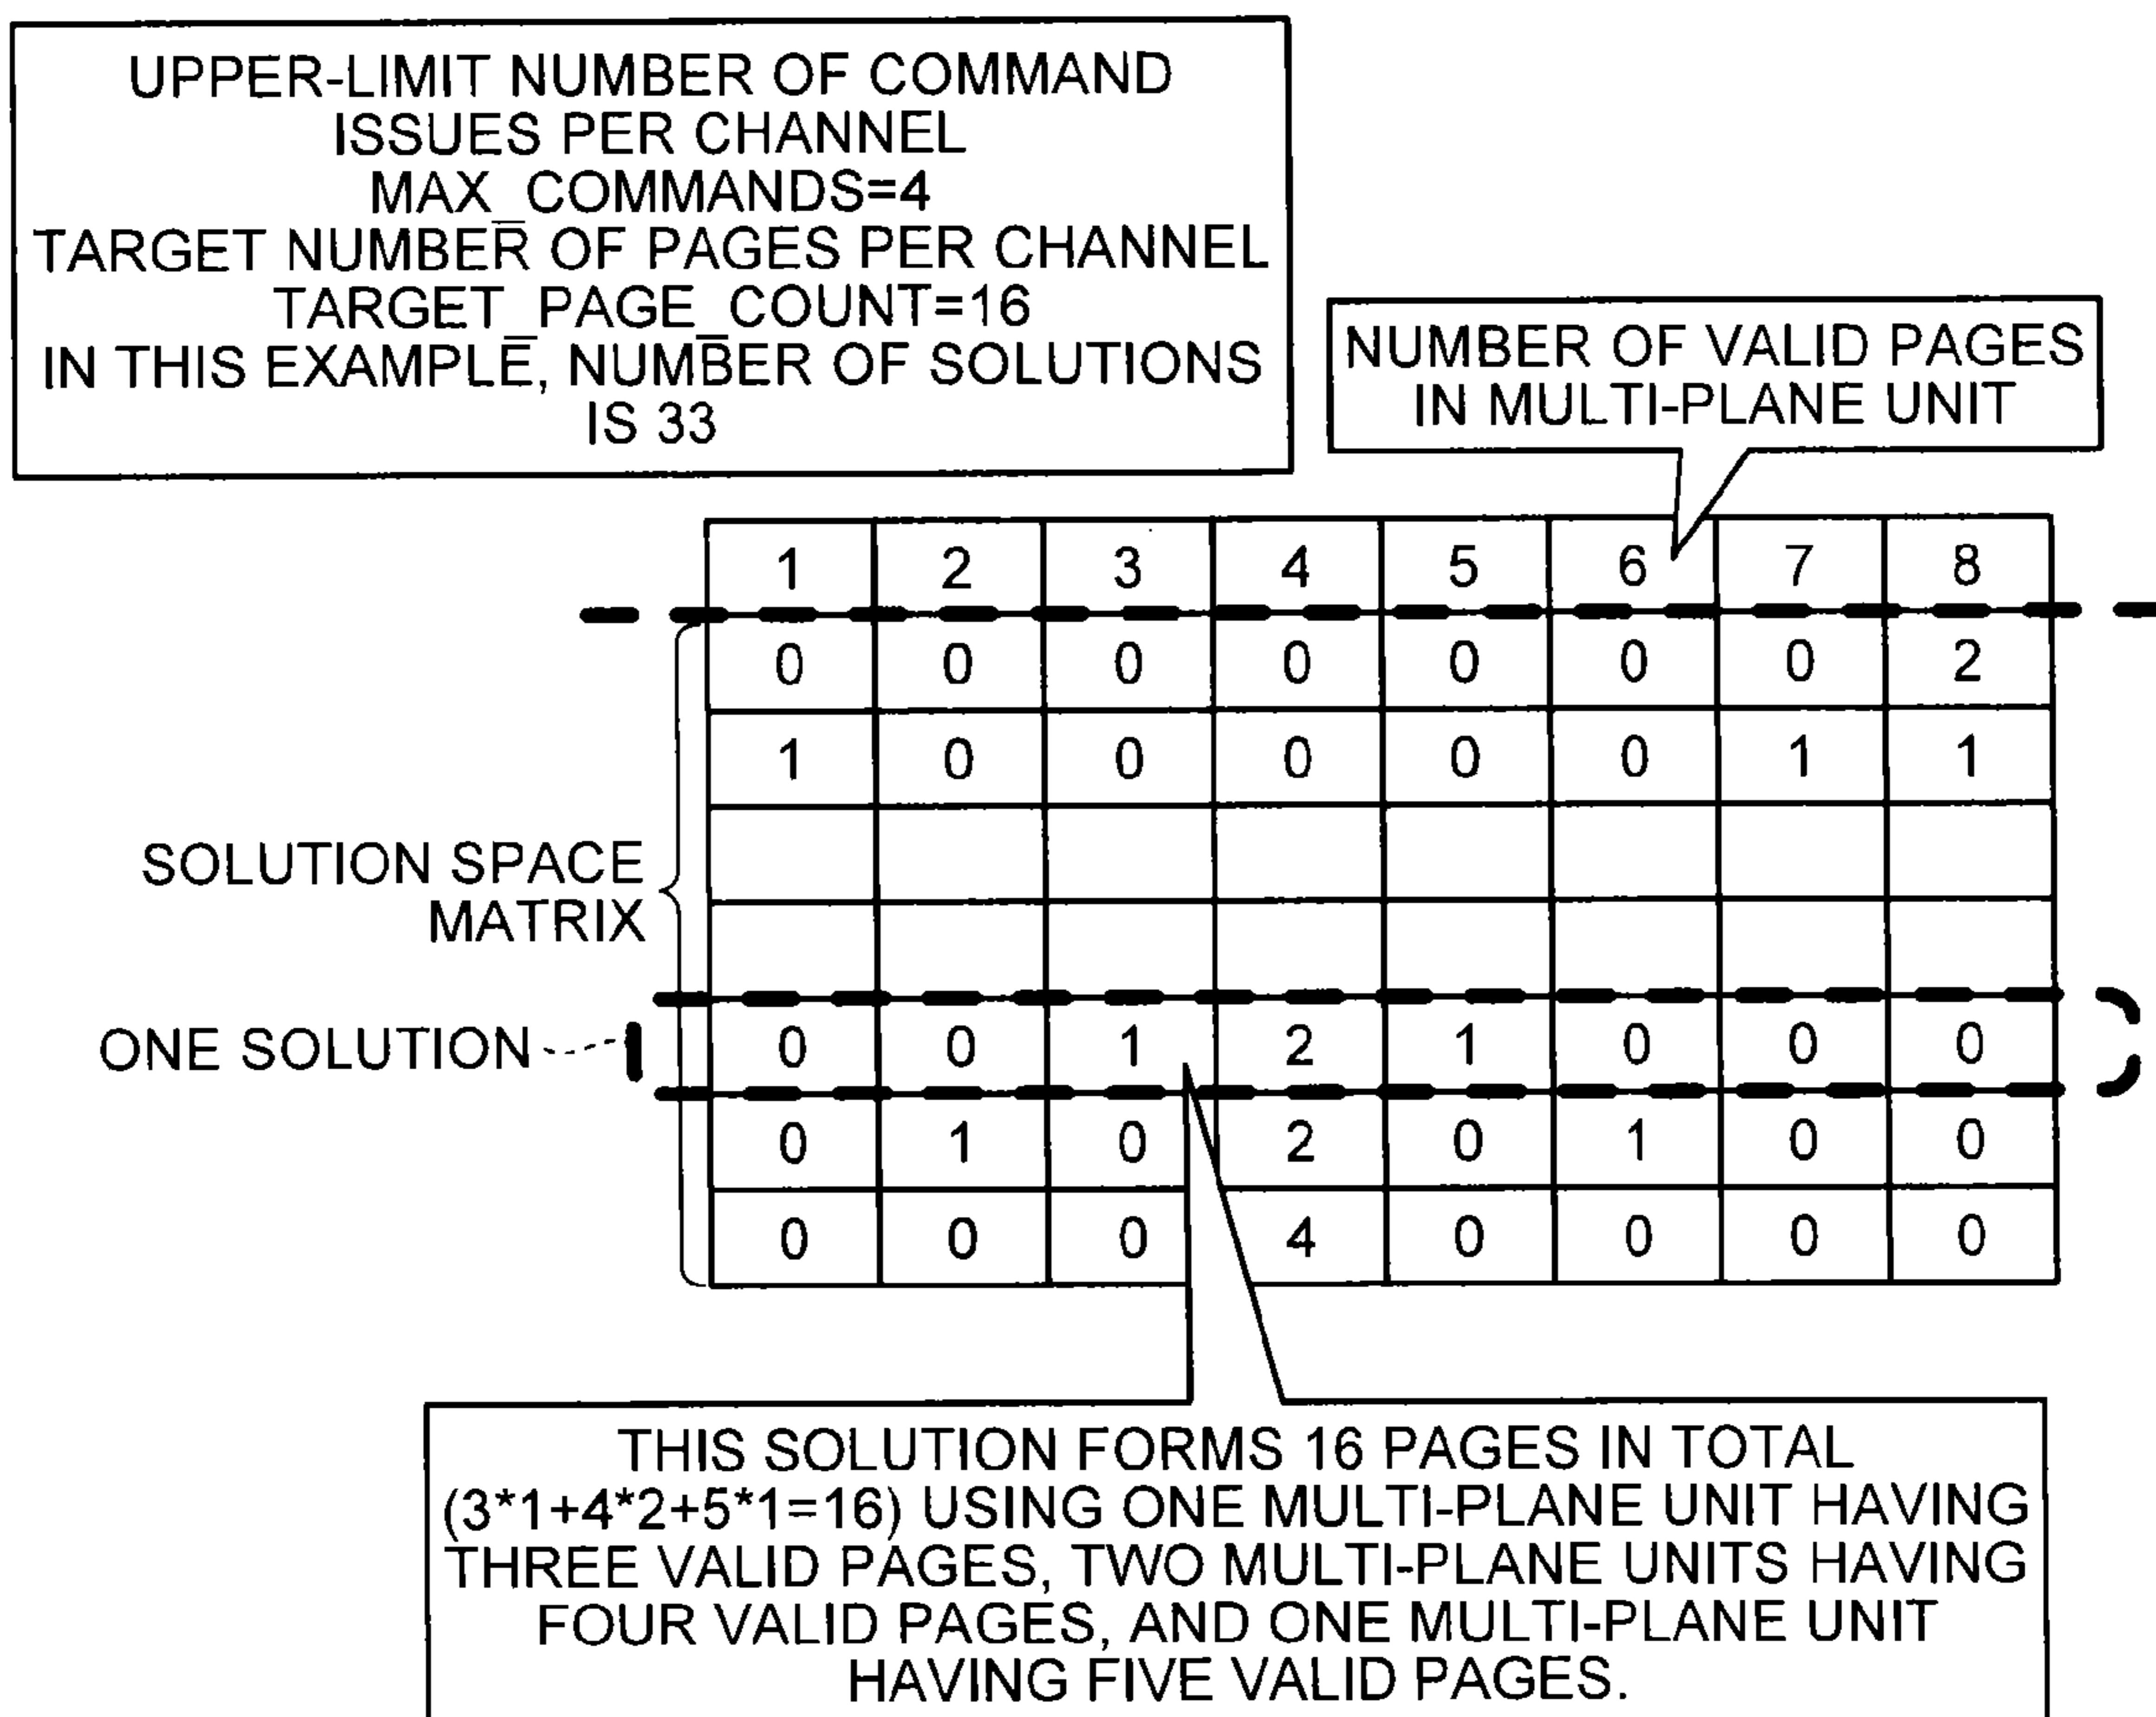 UPPER-LIMIT NUMBER OF COMMAND
ISSUES PER CHANNEL
MAX_COMMANDS=4
TARGET NUMBER OF PAGES PER CHANNEL
TARGET_PAGE_COUNT=16
IN THIS EXAMPLE, NUMBER OF SOLUTIONS
IS 33
NUMBER OF VALID PAGES
IN MULTI-PLANE UNIT
1 2 3 4 5 6 7 8
0 0 0 0 0 0 0 2
1 0 0 0 0 0 1 1
SOLUTION SPACE
MATRIX
ONE SOLUTION
0 0 1 2 1 0 0 0
0 1 0 2 0 1 0 0
0 0 0 4 0 0 0 0
THIS SOLUTION FORMS 16 PAGES IN TOTAL
(3*1+4*2+5*1=16) USING ONE MULTI-PLANE UNIT HAVING
THREE VALID PAGES, TWO MULTI-PLANE UNITS HAVING
FOUR VALID PAGES, AND ONE MULTI-PLANE UNIT
HAVING FIVE VALID PAGES.